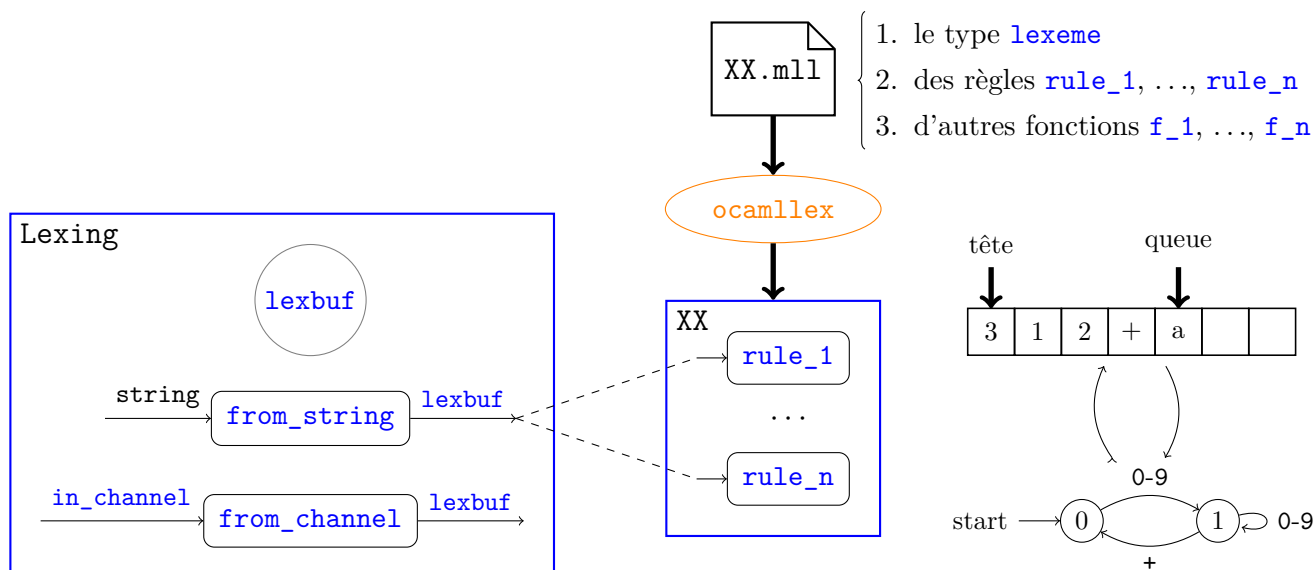 XX.mll
1. le type lexeme
2. des règles rule_1, ..., rule_n
3. d'autres fonctions f_1, ..., f_n
ocamllex
Lexing
lexbuf
string
from_string
lexbuf
in_channel
from_channel
lexbuf
XX
rule_1
...
rule_n
tête
queue
3 1 2 + a
0-9
start
0
1
0-9
+